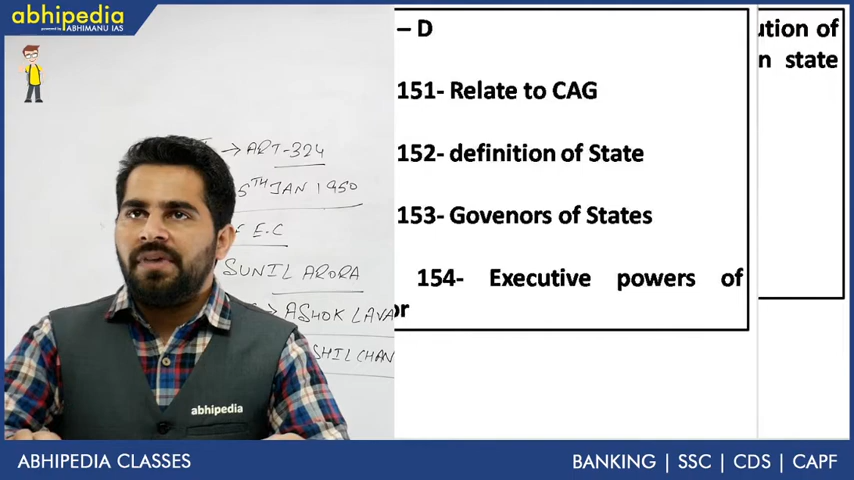 abhipedia
powered by ABHIMANU IAS
→ ART-324
5TH JAN 1950
E.C
SUNIL ARORA
→ ASHOK LAVA
SHIL CHAN
abhipedia
– D
151- Relate to CAG
152- definition of State
153- Govenors of States
154- Executive powers of
or
ution of
n state
ABHIPEDIA CLASSES
BANKING | SSC | CDS | CAPF